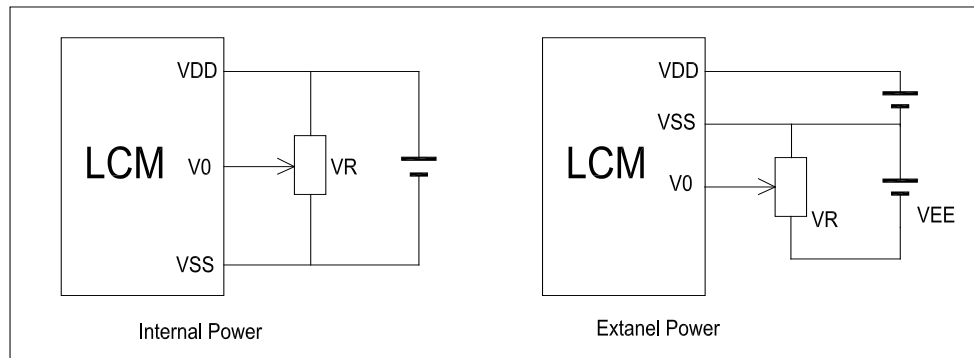 VDD
LCM
V0
VR
VSS
Internal Power
VDD
VSS
LCM
V0
VR
VEE
Extanel Power